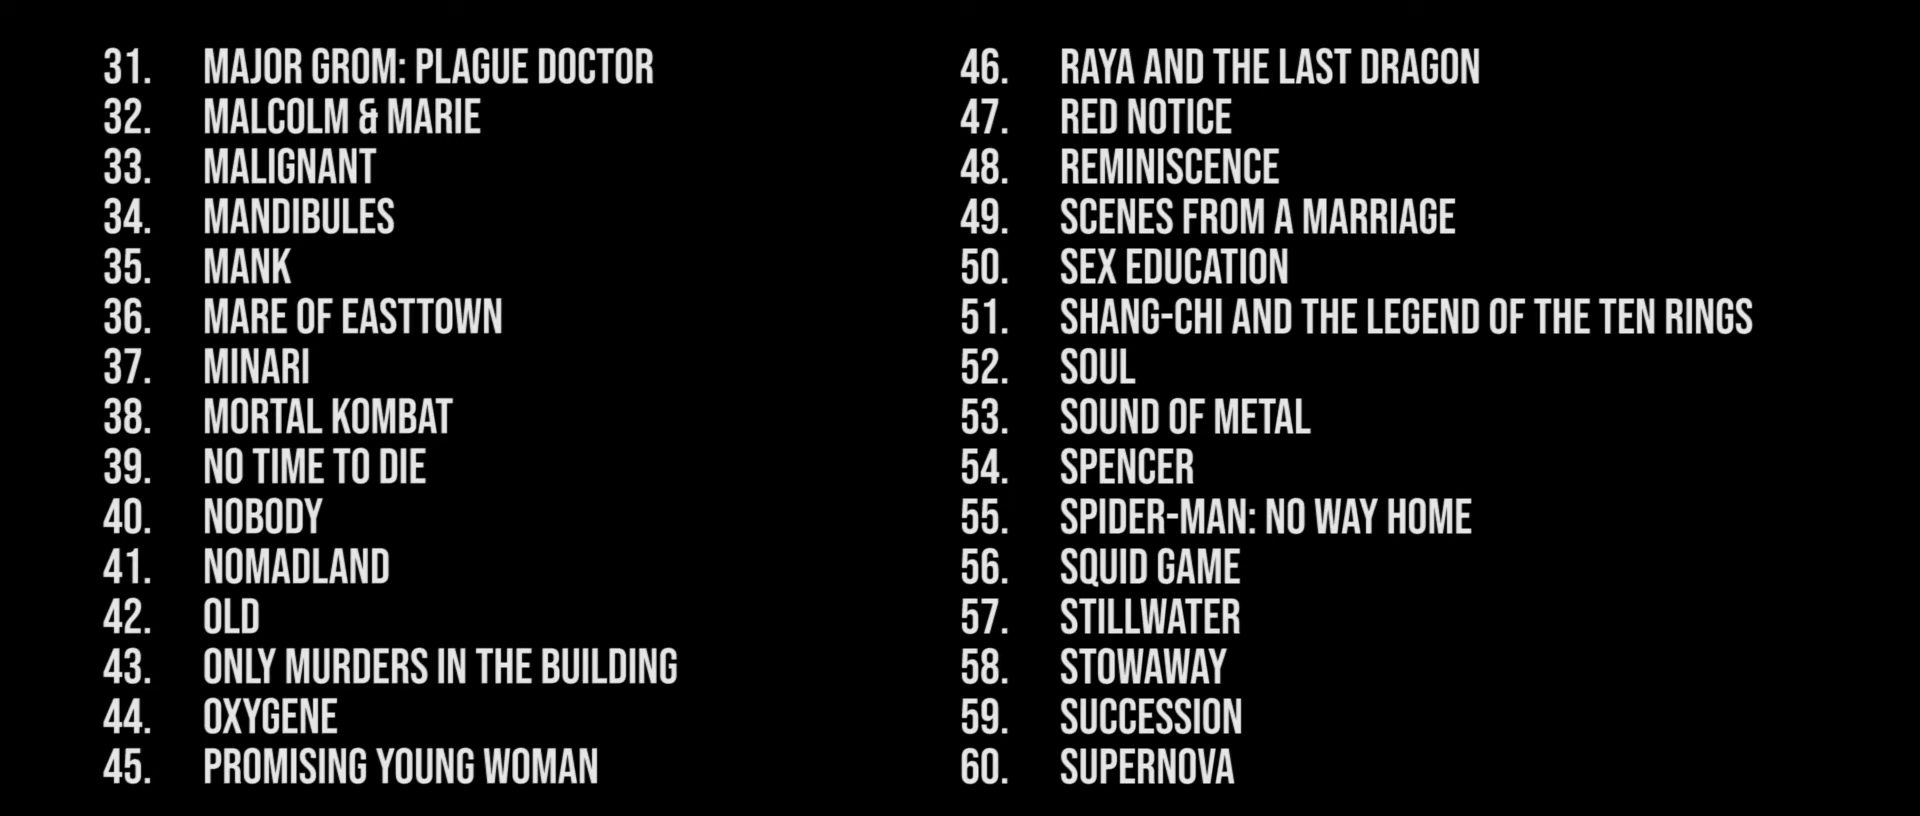 31. MAJOR GROM: PLAGUE DOCTOR
32. MALCOLM & MARIE
33. MALIGNANT
34. MANDIBULES
35. MANK
36. MARE OF EASTTOWN
37. MINARI
38. MORTAL KOMBAT
39. NO TIME TO DIE
40. NOBODY
41. NOMADLAND
42. OLD
43. ONLY MURDERS IN THE BUILDING
44. OXYGENE
45. PROMISING YOUNG WOMAN
46. RAYA AND THE LAST DRAGON
47. RED NOTICE
48. REMINISCENCE
49. SCENES FROM A MARRIAGE
50. SEX EDUCATION
51. SHANG-CHI AND THE LEGEND OF THE TEN RINGS
52. SOUL
53. SOUND OF METAL
54. SPENCER
55. SPIDER-MAN: NO WAY HOME
56. SQUID GAME
57. STILLWATER
58. STOWAWAY
59. SUCCESSION
60. SUPERNOVA